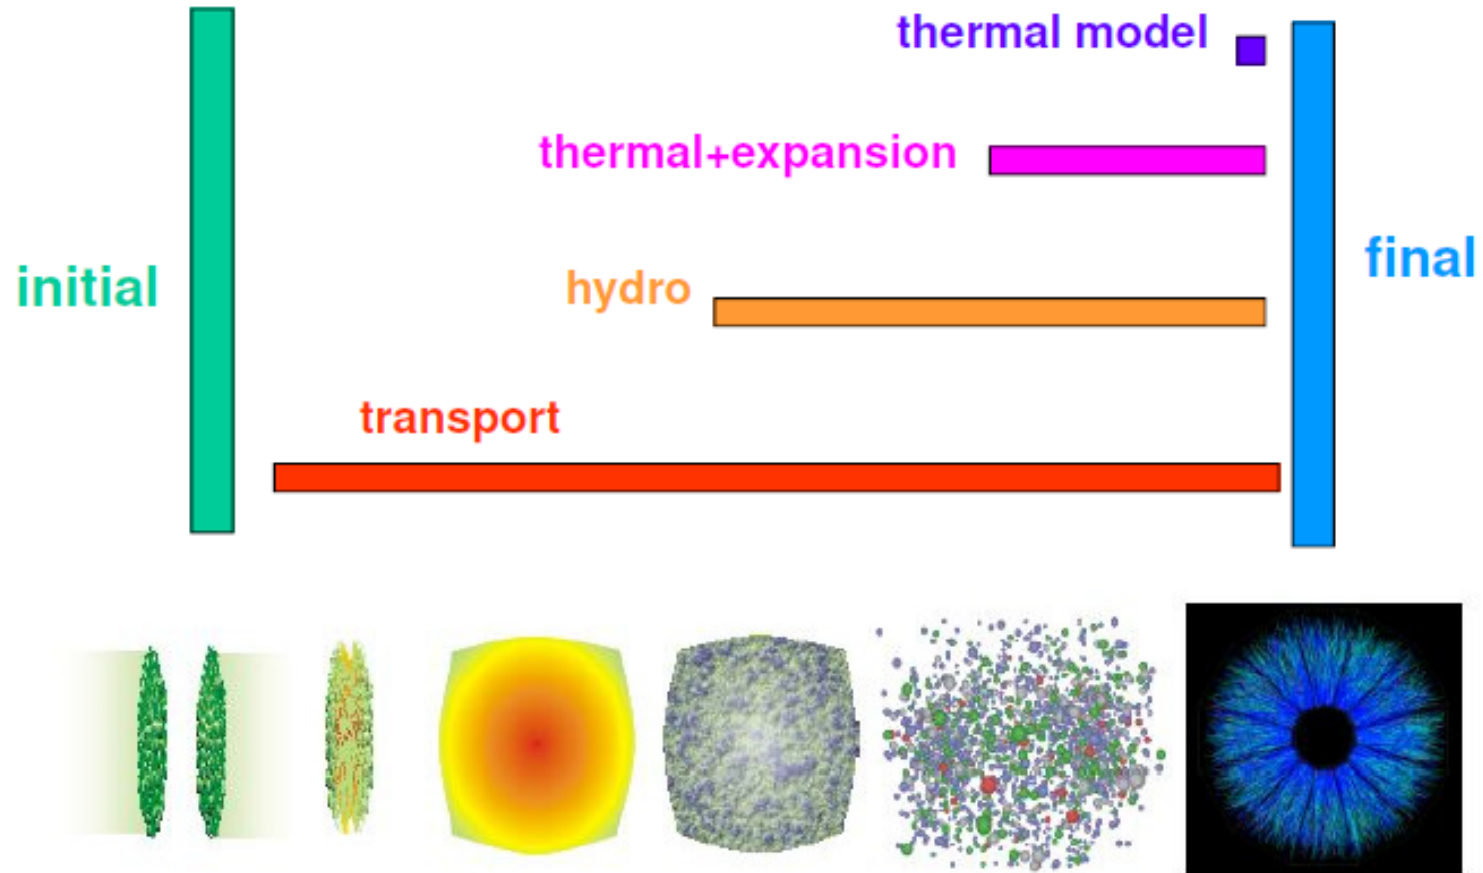 thermal model
thermal+expansion
initial
final
hydro
transport